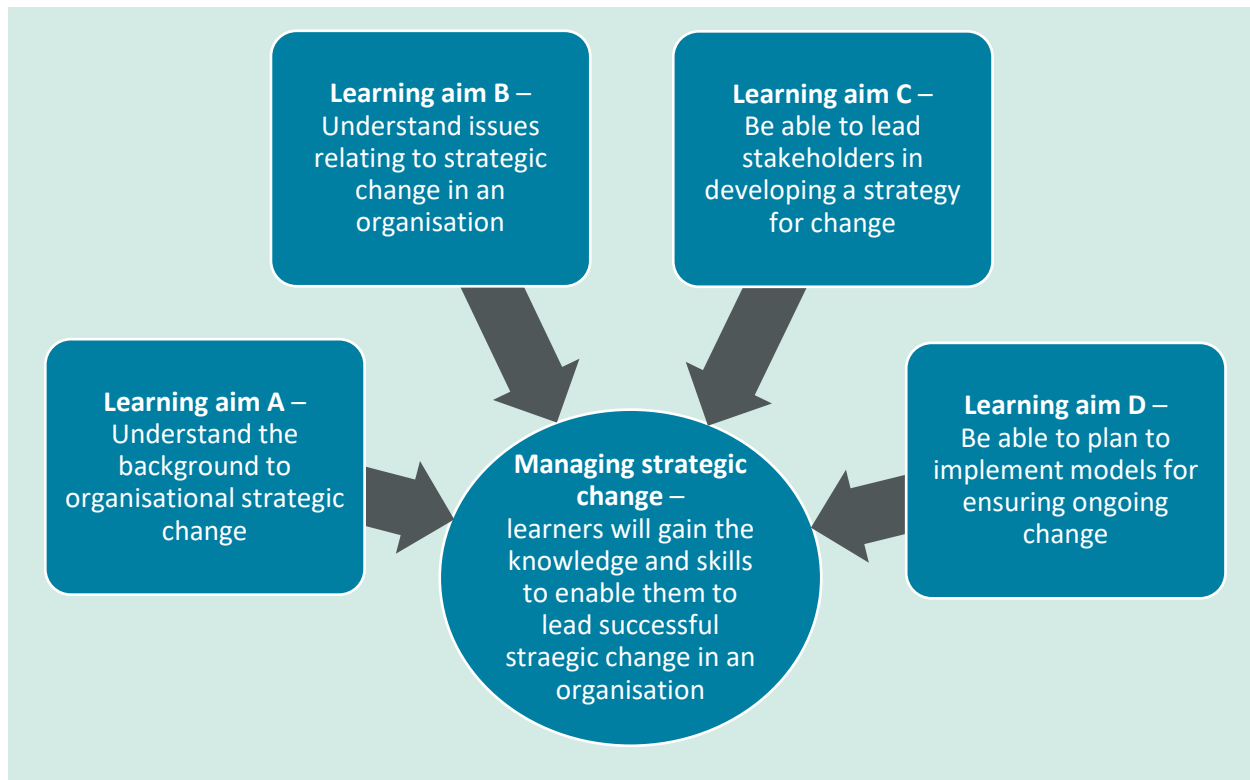 Learning aim A –
Understand the
background to
organisational strategic
change
Learning aim B –
Understand issues
relating to strategic
change in an
organisation
Learning aim C –
Be able to lead
stakeholders in
developing a strategy
for change
Learning aim D –
Be able to plan to
implement models for
ensuring ongoing
change
Managing strategic
change –
learners will gain the
knowledge and skills
to enable them to
lead successful
straegic change in an
organisation